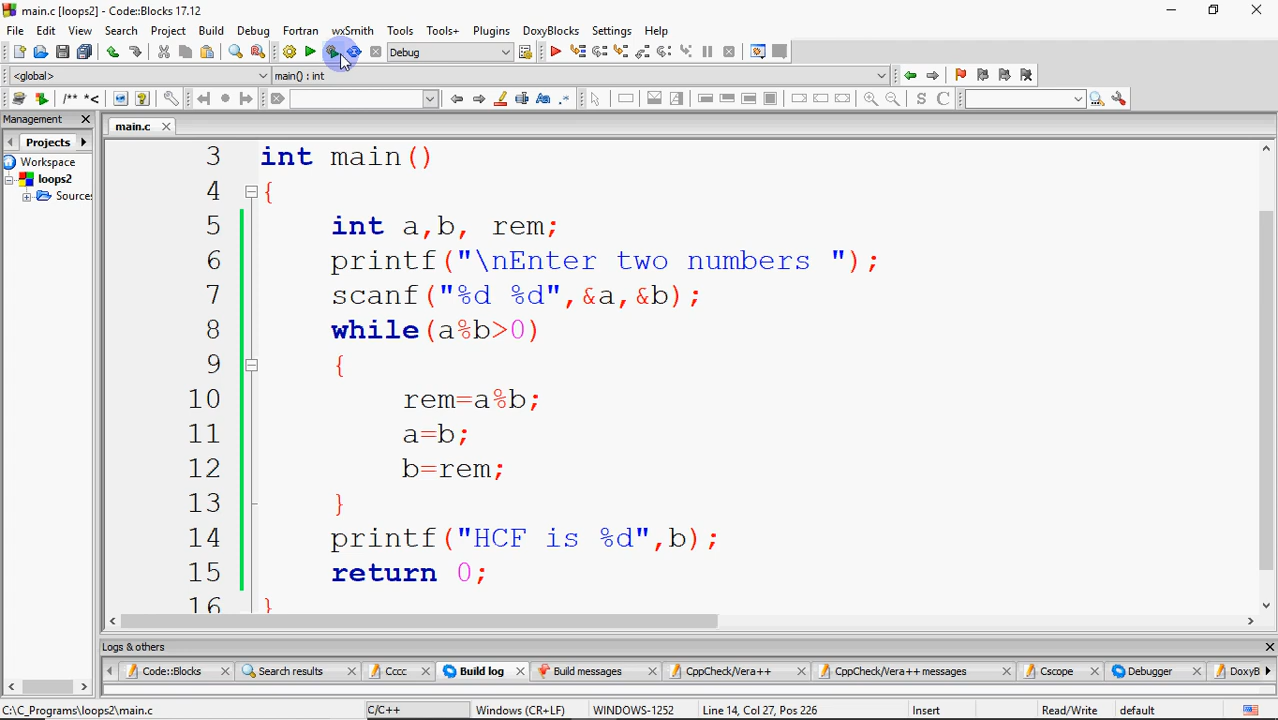 main.c [loops2] - Code::Blocks 17.12
File Edit View Search Project Build Debug Fortran wxSmith Tools Tools+ Plugins DoxyBlocks Settings Help
Debug
<global> main() : int
/** *< S C
Management
Projects
Workspace
loops2
Sources
main.c
3 int main()
4 {
5 int a,b, rem;
6 printf("\nEnter two numbers ");
7 scanf("%d %d",&a,&b);
8 while(a%b>0)
9 {
10 rem=a%b;
11 a=b;
12 b=rem;
13 }
14 printf("HCF is %d",b);
15 return 0;
16 }
Logs & others
Code::Blocks Search results Cccc Build log Build messages CppCheck/Vera++ CppCheck/Vera++ messages Cscope Debugger DoxyB
C:\C_Programs\loops2\main.c C/C++ Windows (CR+LF) WINDOWS-1252 Line 14, Col 27, Pos 226 Insert Read/Write default